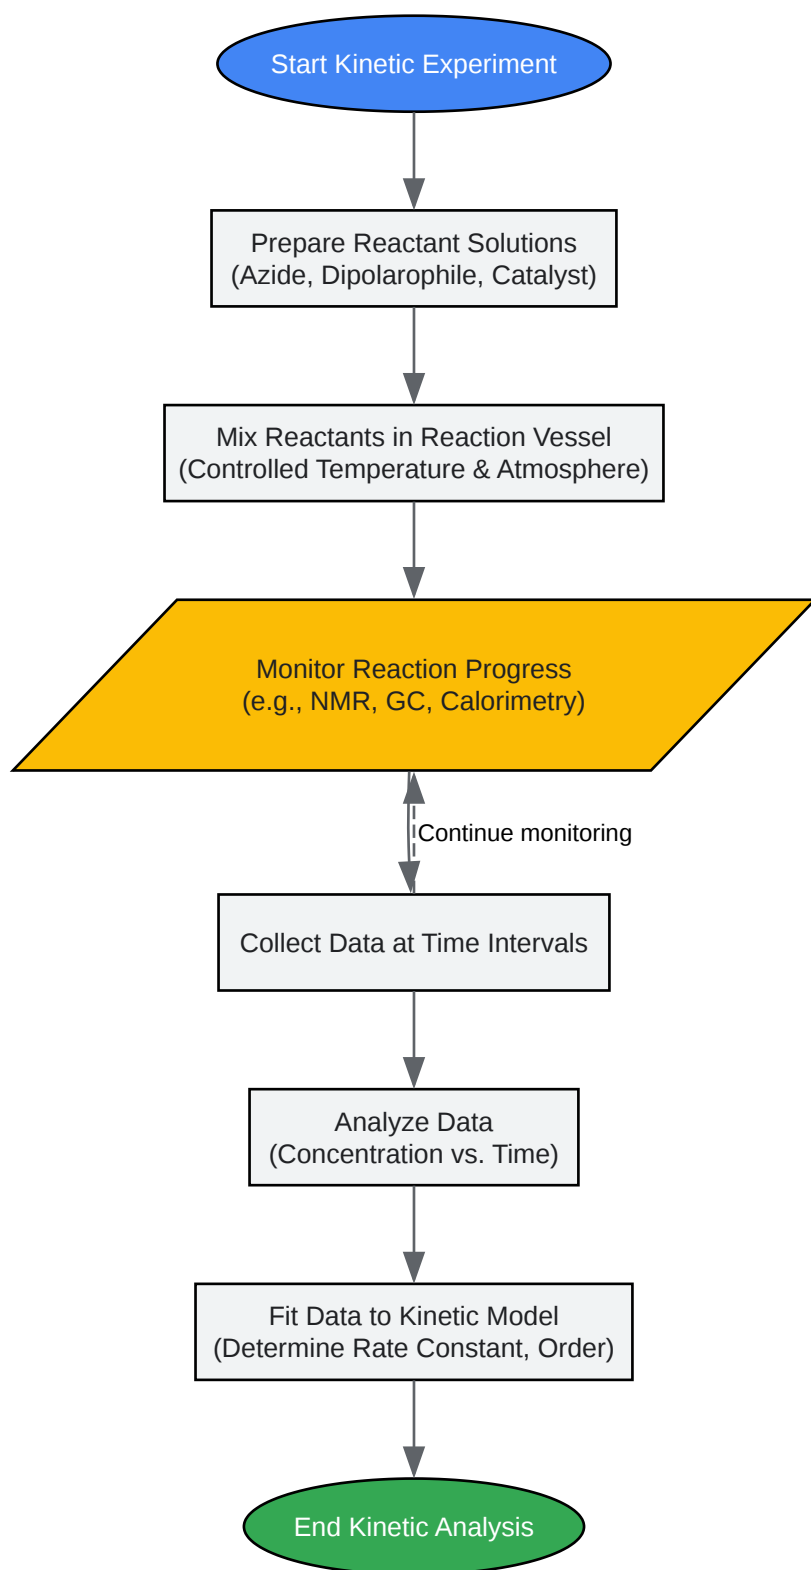 Start Kinetic Experiment
Prepare Reactant Solutions
(Azide, Dipolarophile, Catalyst)
Mix Reactants in Reaction Vessel
(Controlled Temperature & Atmosphere)
Monitor Reaction Progress
(e.g., NMR, GC, Calorimetry)
Continue monitoring
Collect Data at Time Intervals
Analyze Data
(Concentration vs. Time)
Fit Data to Kinetic Model
(Determine Rate Constant, Order)
End Kinetic Analysis